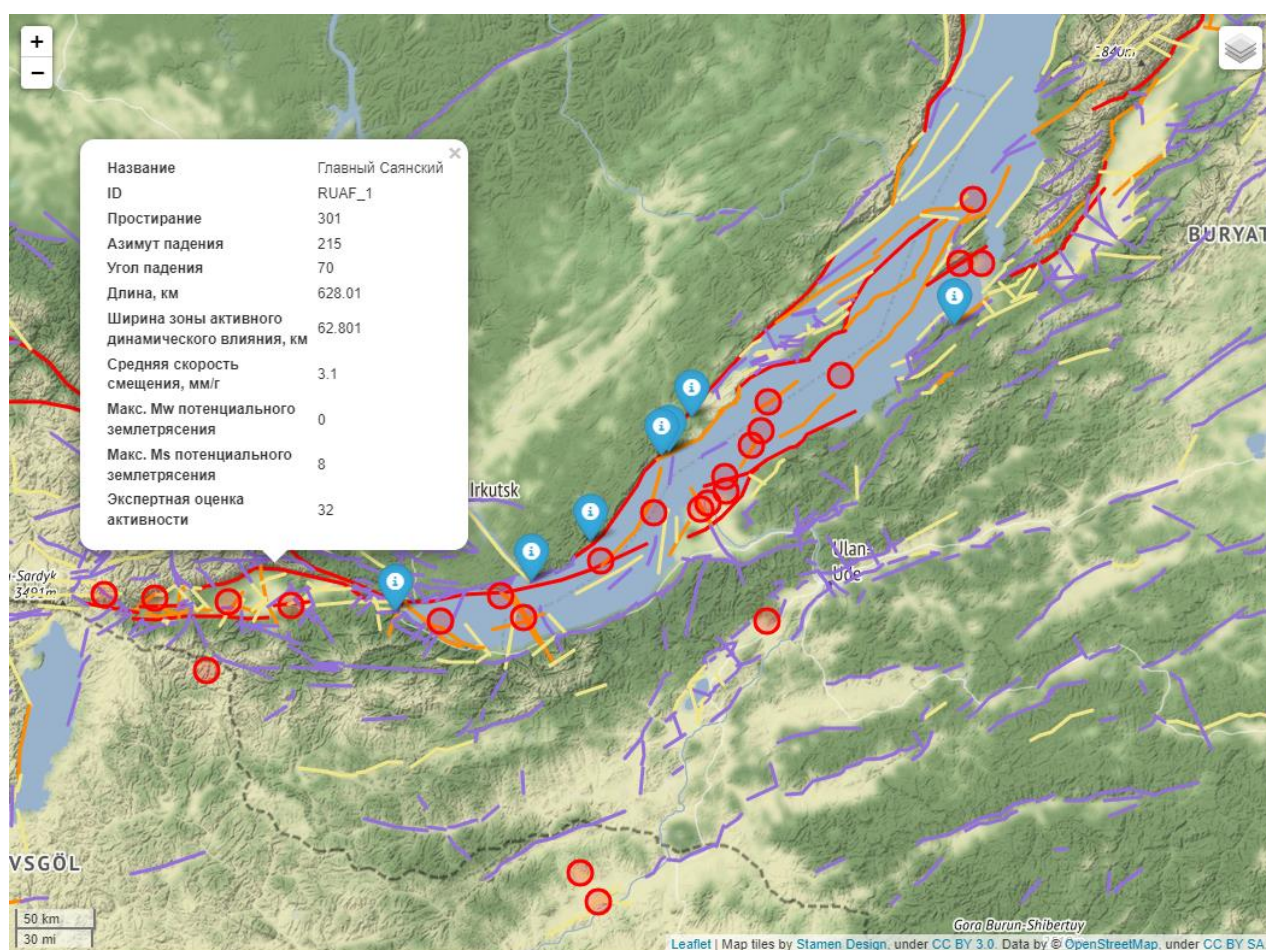 +
−
2840m
×
Название Главный Саянский
ID RUAF_1
Простирание 301
Азимут падения 215
Угол падения 70
Длина, км 628.01
Ширина зоны активного
динамического влияния, км 62.801
Средняя скорость
смещения, мм/г 3.1
Макс. Mw потенциального
землетрясения 0
Макс. Ms потенциального
землетрясения 8
Экспертная оценка
активности 32
BURYAT
Irkutsk
Ulan-
Ude
-Sardyk
3491m
VSGÖL
50 km
30 mi
Gora Burun-Shibertuy
Leaflet | Map tiles by Stamen Design, under CC BY 3.0. Data by © OpenStreetMap, under CC BY SA